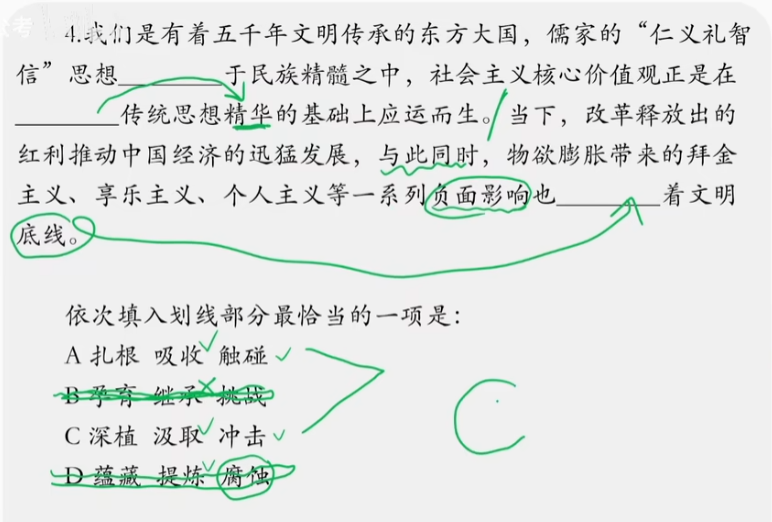 4.我们是有着五千年文明传承的东方大国，儒家的“仁义礼智
信”思想________于民族精髓之中，社会主义核心价值观正是在
________传统思想精华的基础上应运而生。当下，改革释放出的
红利推动中国经济的迅猛发展，与此同时，物欲膨胀带来的拜金
主义、享乐主义、个人主义等一系列负面影响也________着文明
底线。
依次填入划线部分最恰当的一项是：
A 扎根 吸收 触碰
B 孕育 继承 挑战
C 深植 汲取 冲击
C
D 蕴藏 提炼 腐蚀